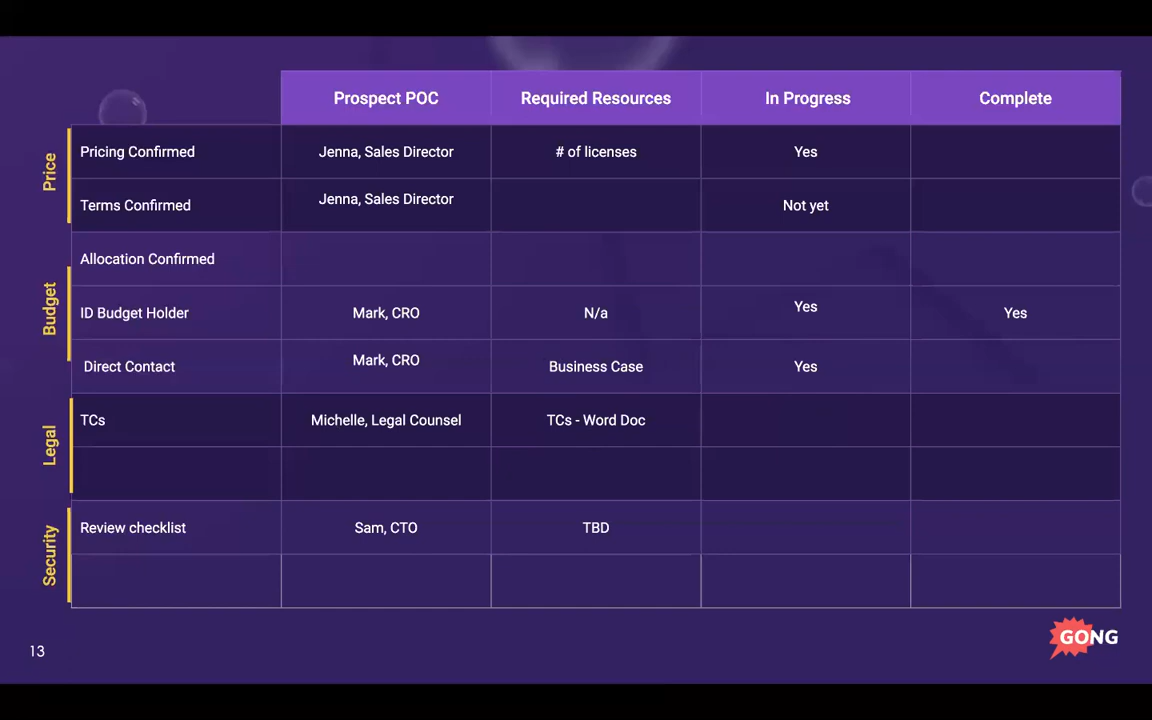 Prospect POC Required Resources In Progress Complete
Price
Pricing Confirmed Jenna, Sales Director # of licenses Yes
Terms Confirmed Jenna, Sales Director Not yet
Budget
Allocation Confirmed
ID Budget Holder Mark, CRO N/a Yes Yes
Direct Contact Mark, CRO Business Case Yes
Legal
TCs Michelle, Legal Counsel TCs - Word Doc
Security
Review checklist Sam, CTO TBD
13
GONG